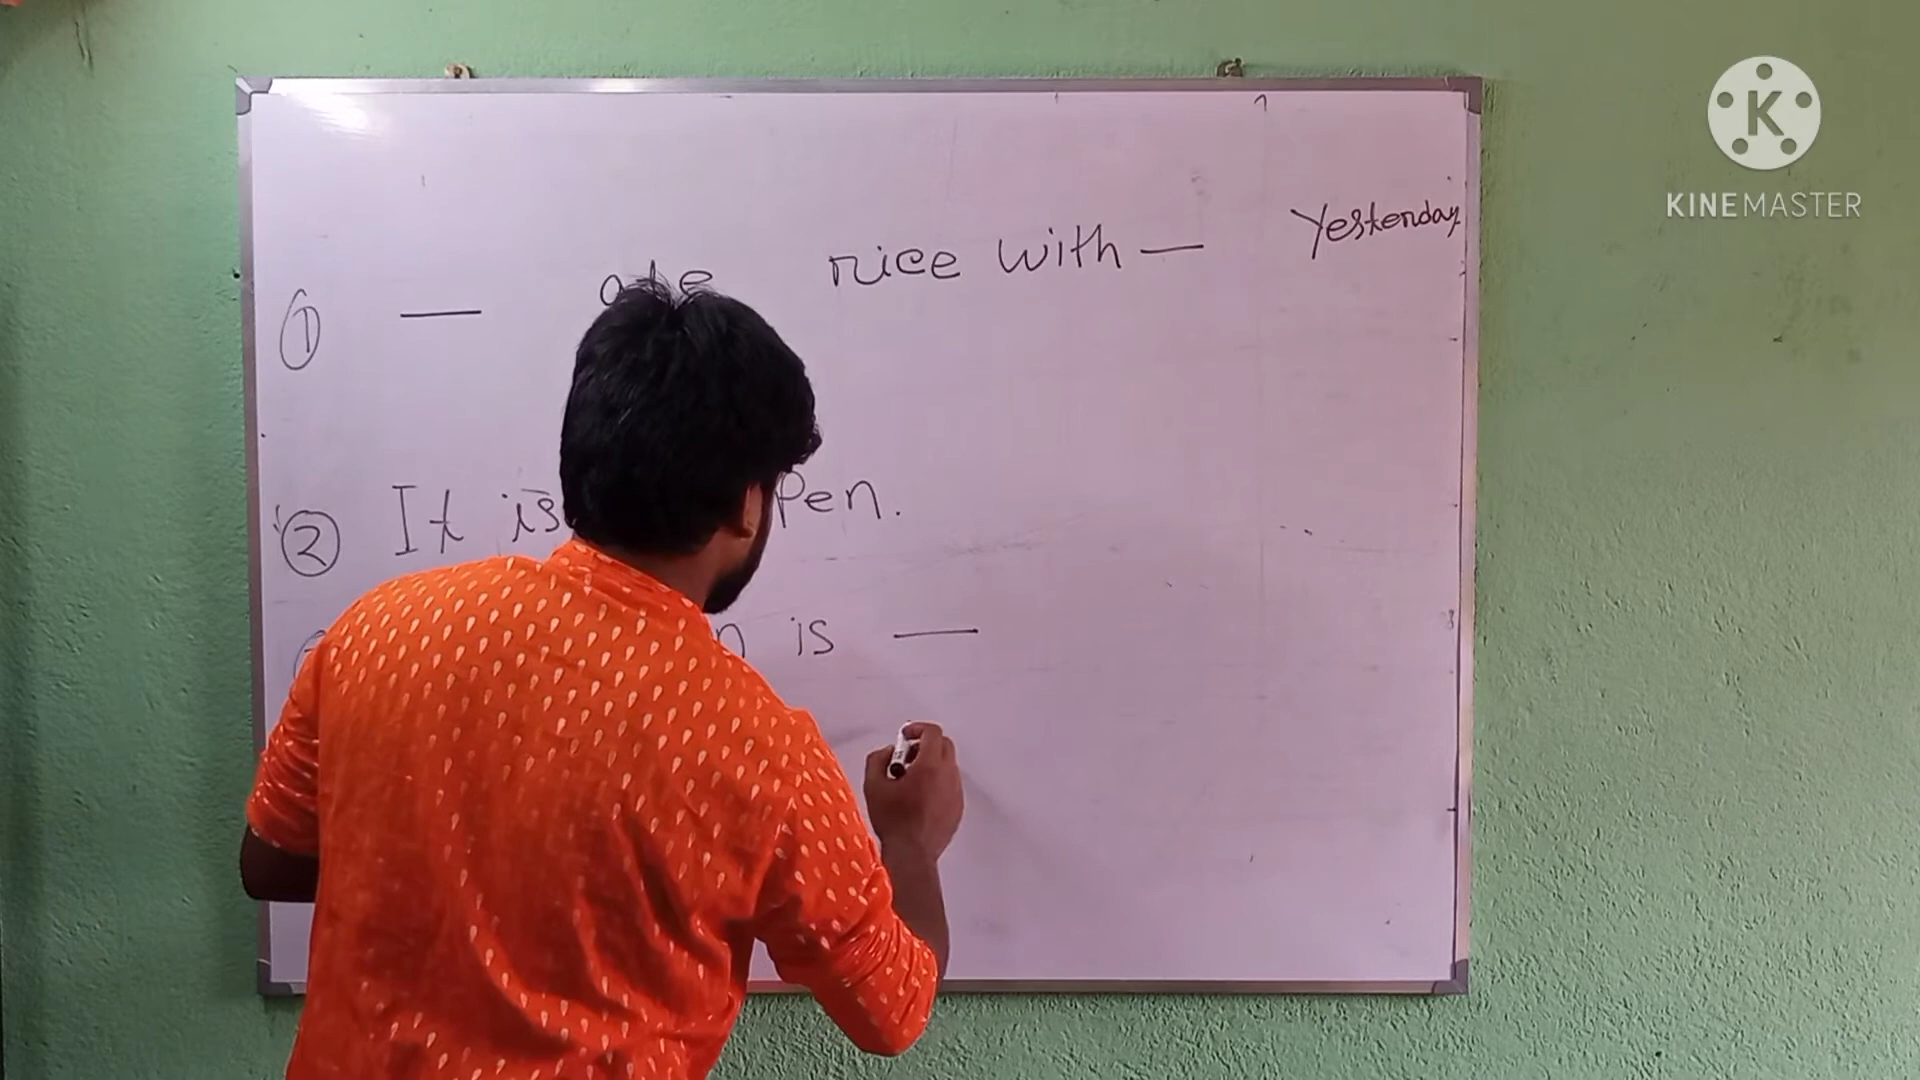 ① — ate rice with — Yesterday
② It is Pen.
is —
K
KINEMASTER